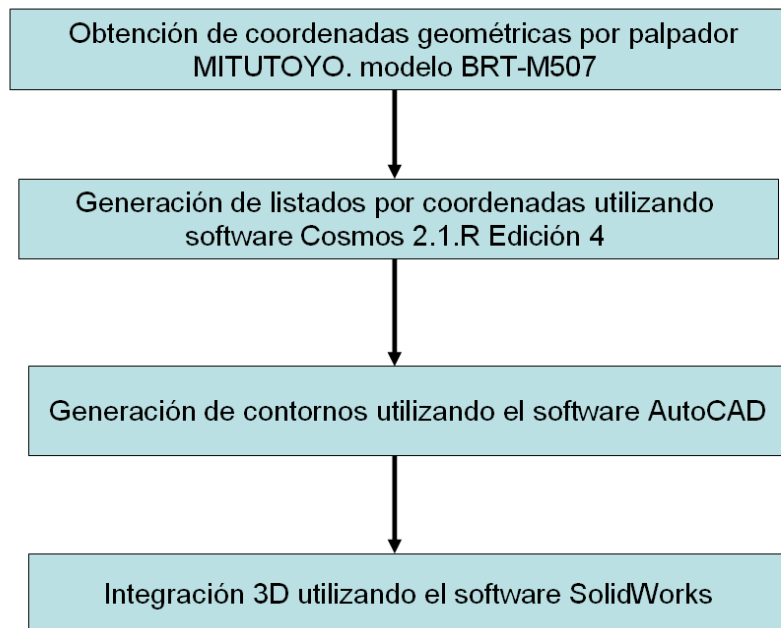 Obtención de coordenadas geométricas por palpador
MITUTOYO. modelo BRT-M507
Generación de listados por coordenadas utilizando
software Cosmos 2.1.R Edición 4
Generación de contornos utilizando el software AutoCAD
Integración 3D utilizando el software SolidWorks